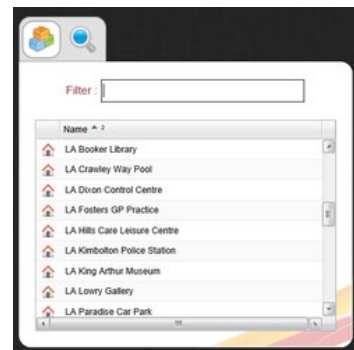 Filter :
Name 2
LA Booker Library
LA Crawley Way Pool
LA Dixon Control Centre
LA Fosters GP Practice
LA Hills Care Leisure Centre
LA Kimbolton Police Station
LA King Arthur Museum
LA Lowry Gallery
LA Paradise Car Park